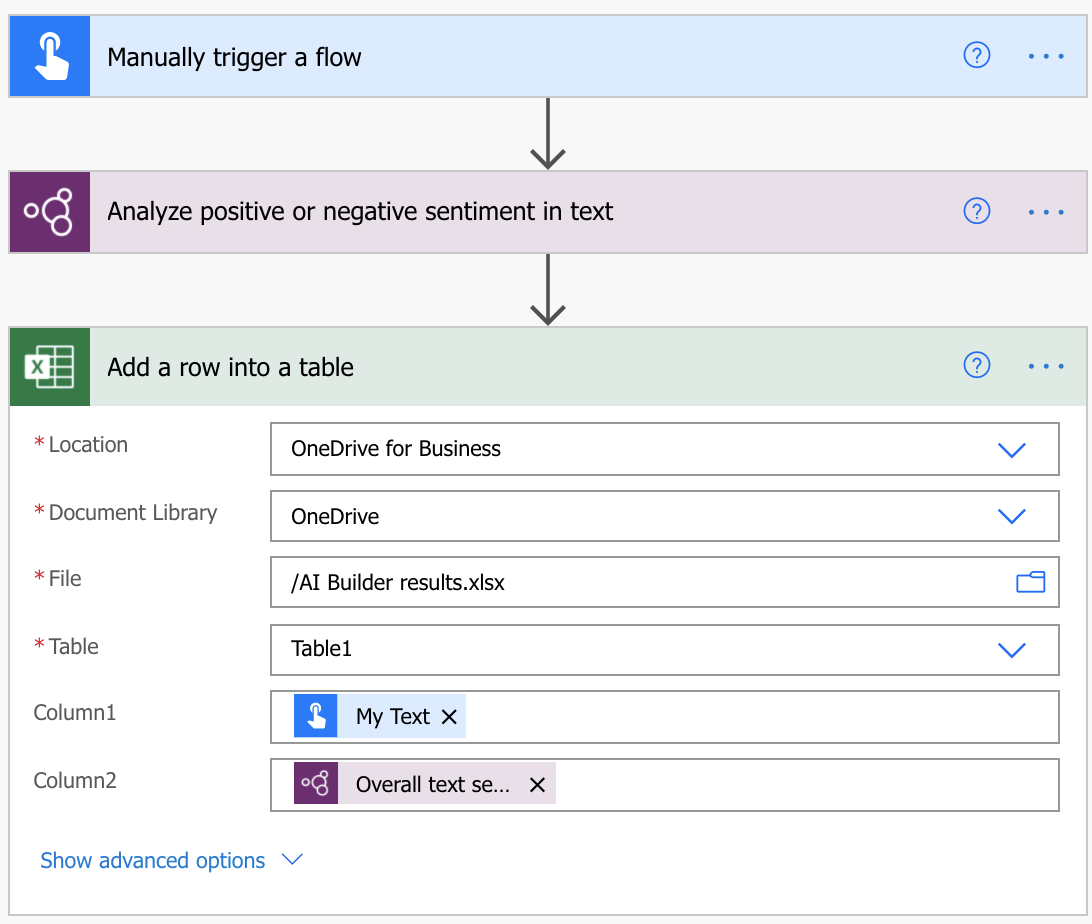 Manually trigger a flow
Analyze positive or negative sentiment in text
Add a row into a table
* Location
OneDrive for Business
* Document Library
OneDrive
* File
/AI Builder results.xlsx
* Table
Table1
Column1
My Text
Column2
Overall text se...
Show advanced options